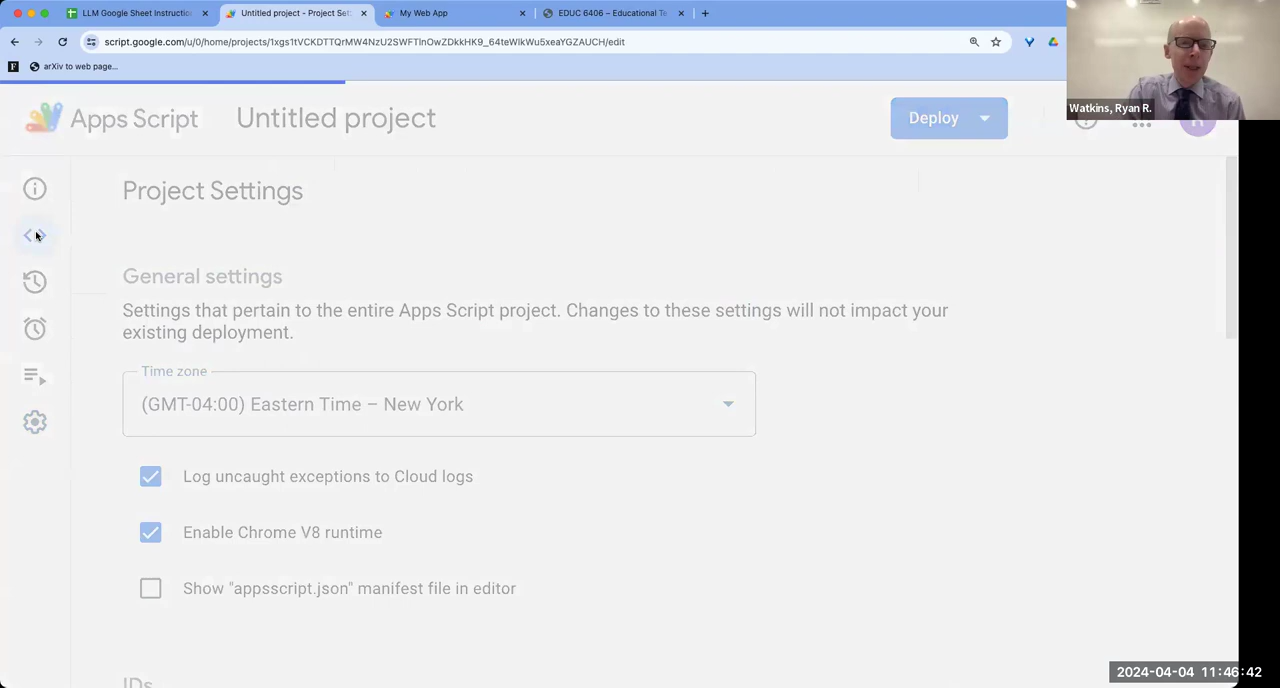 LLM Google Sheet Instructio
Untitled project - Project Set
My Web App
EDUC 6406 – Educational Te
script.google.com/u/0/home/projects/1xgs1tVCKDTTQrMW4NzU2SWFTlnOwZDkkHK9_64teWlkWu5xeaYGZAUCH/edit
F
arXiv to web page...
Watkins, Ryan R.
Apps Script
Untitled project
Deploy
Project Settings
General settings
Settings that pertain to the entire Apps Script project. Changes to these settings will not impact your
existing deployment.
Time zone
(GMT-04:00) Eastern Time – New York
Log uncaught exceptions to Cloud logs
Enable Chrome V8 runtime
Show "appsscript.json" manifest file in editor
IDs
2024-04-04 11:46:42